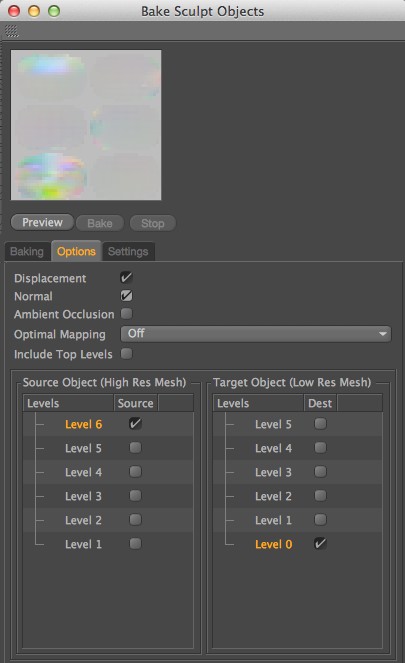 Bake Sculpt Objects
Preview Bake Stop
Baking Options Settings
Displacement
Normal
Ambient Occlusion
Optimal Mapping Off
Include Top Levels
Source Object (High Res Mesh) Target Object (Low Res Mesh)
Levels Source Levels Dest
Level 6 Level 5
Level 5 Level 4
Level 4 Level 3
Level 3 Level 2
Level 2 Level 1
Level 1 Level 0